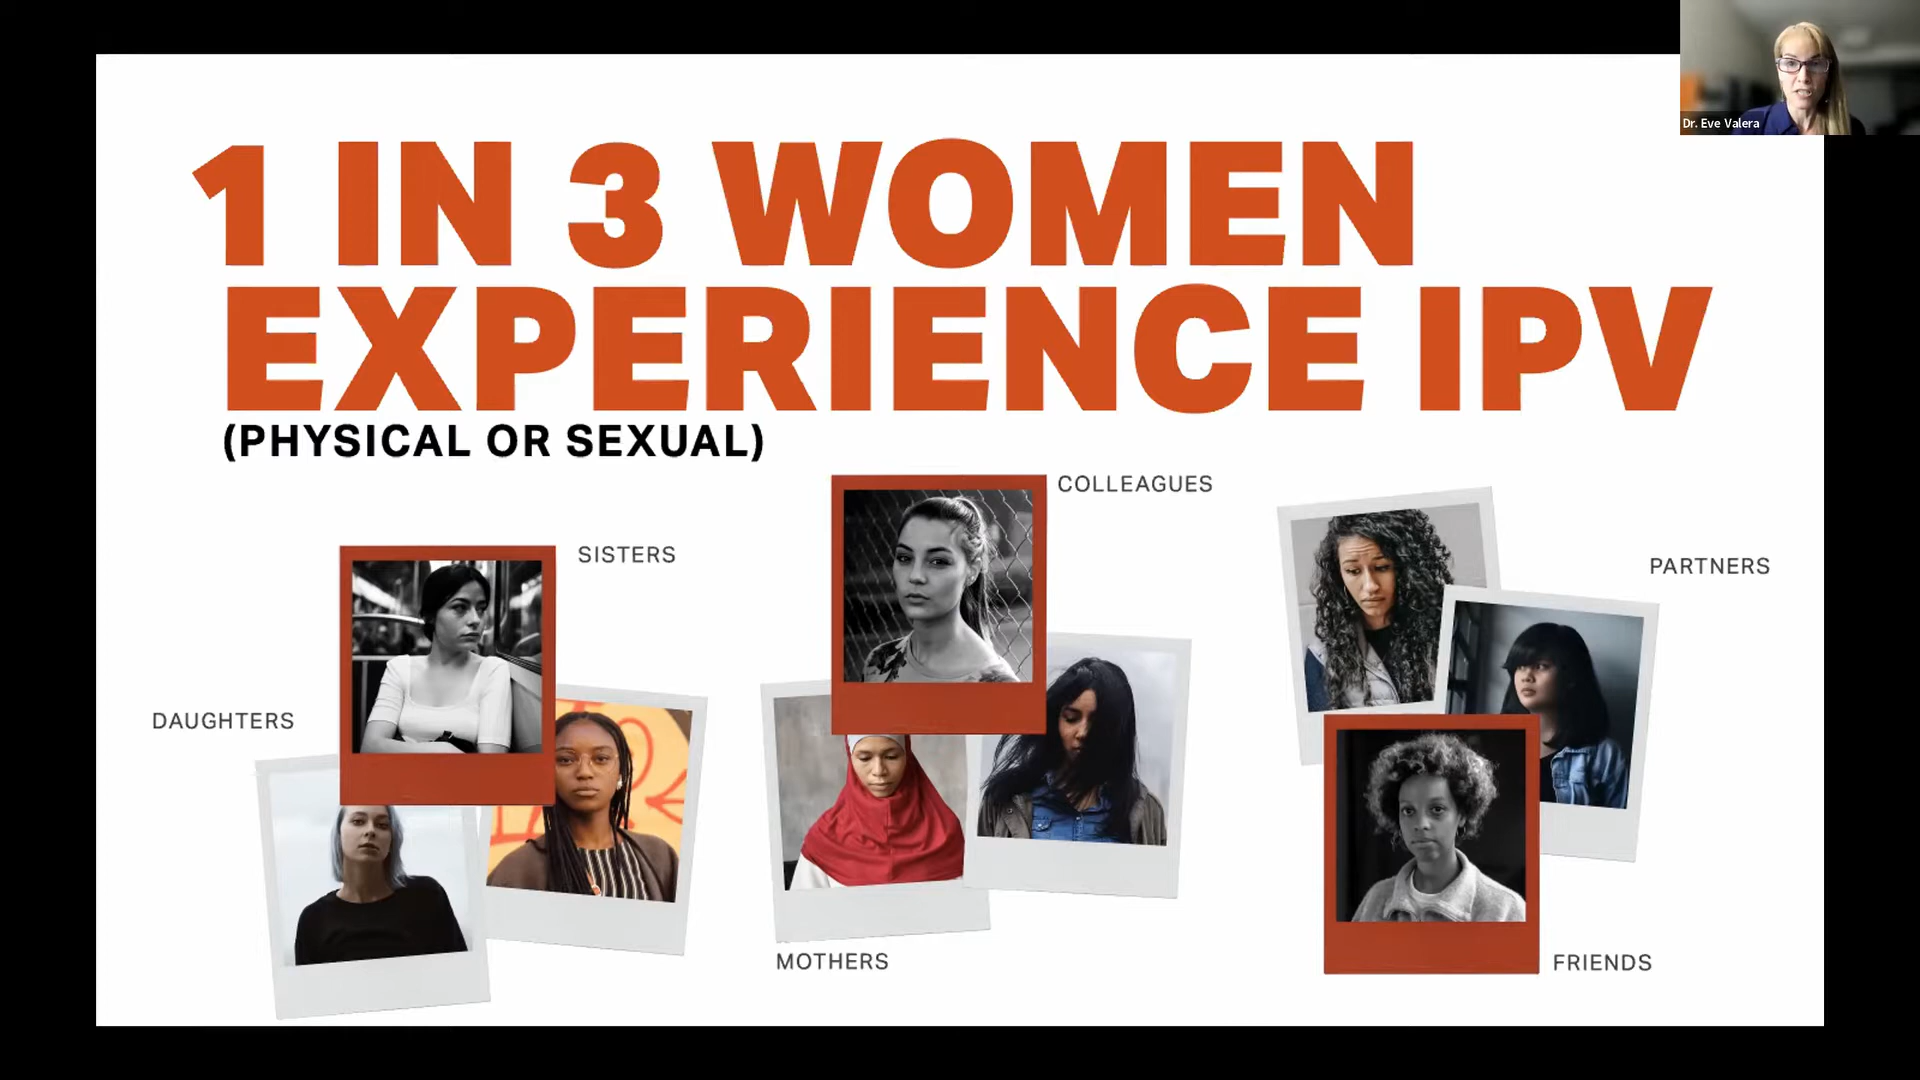 Dr. Eve Valera
1 IN 3 WOMEN
EXPERIENCE IPV
(PHYSICAL OR SEXUAL)
COLLEAGUES
SISTERS
PARTNERS
DAUGHTERS
MOTHERS
FRIENDS